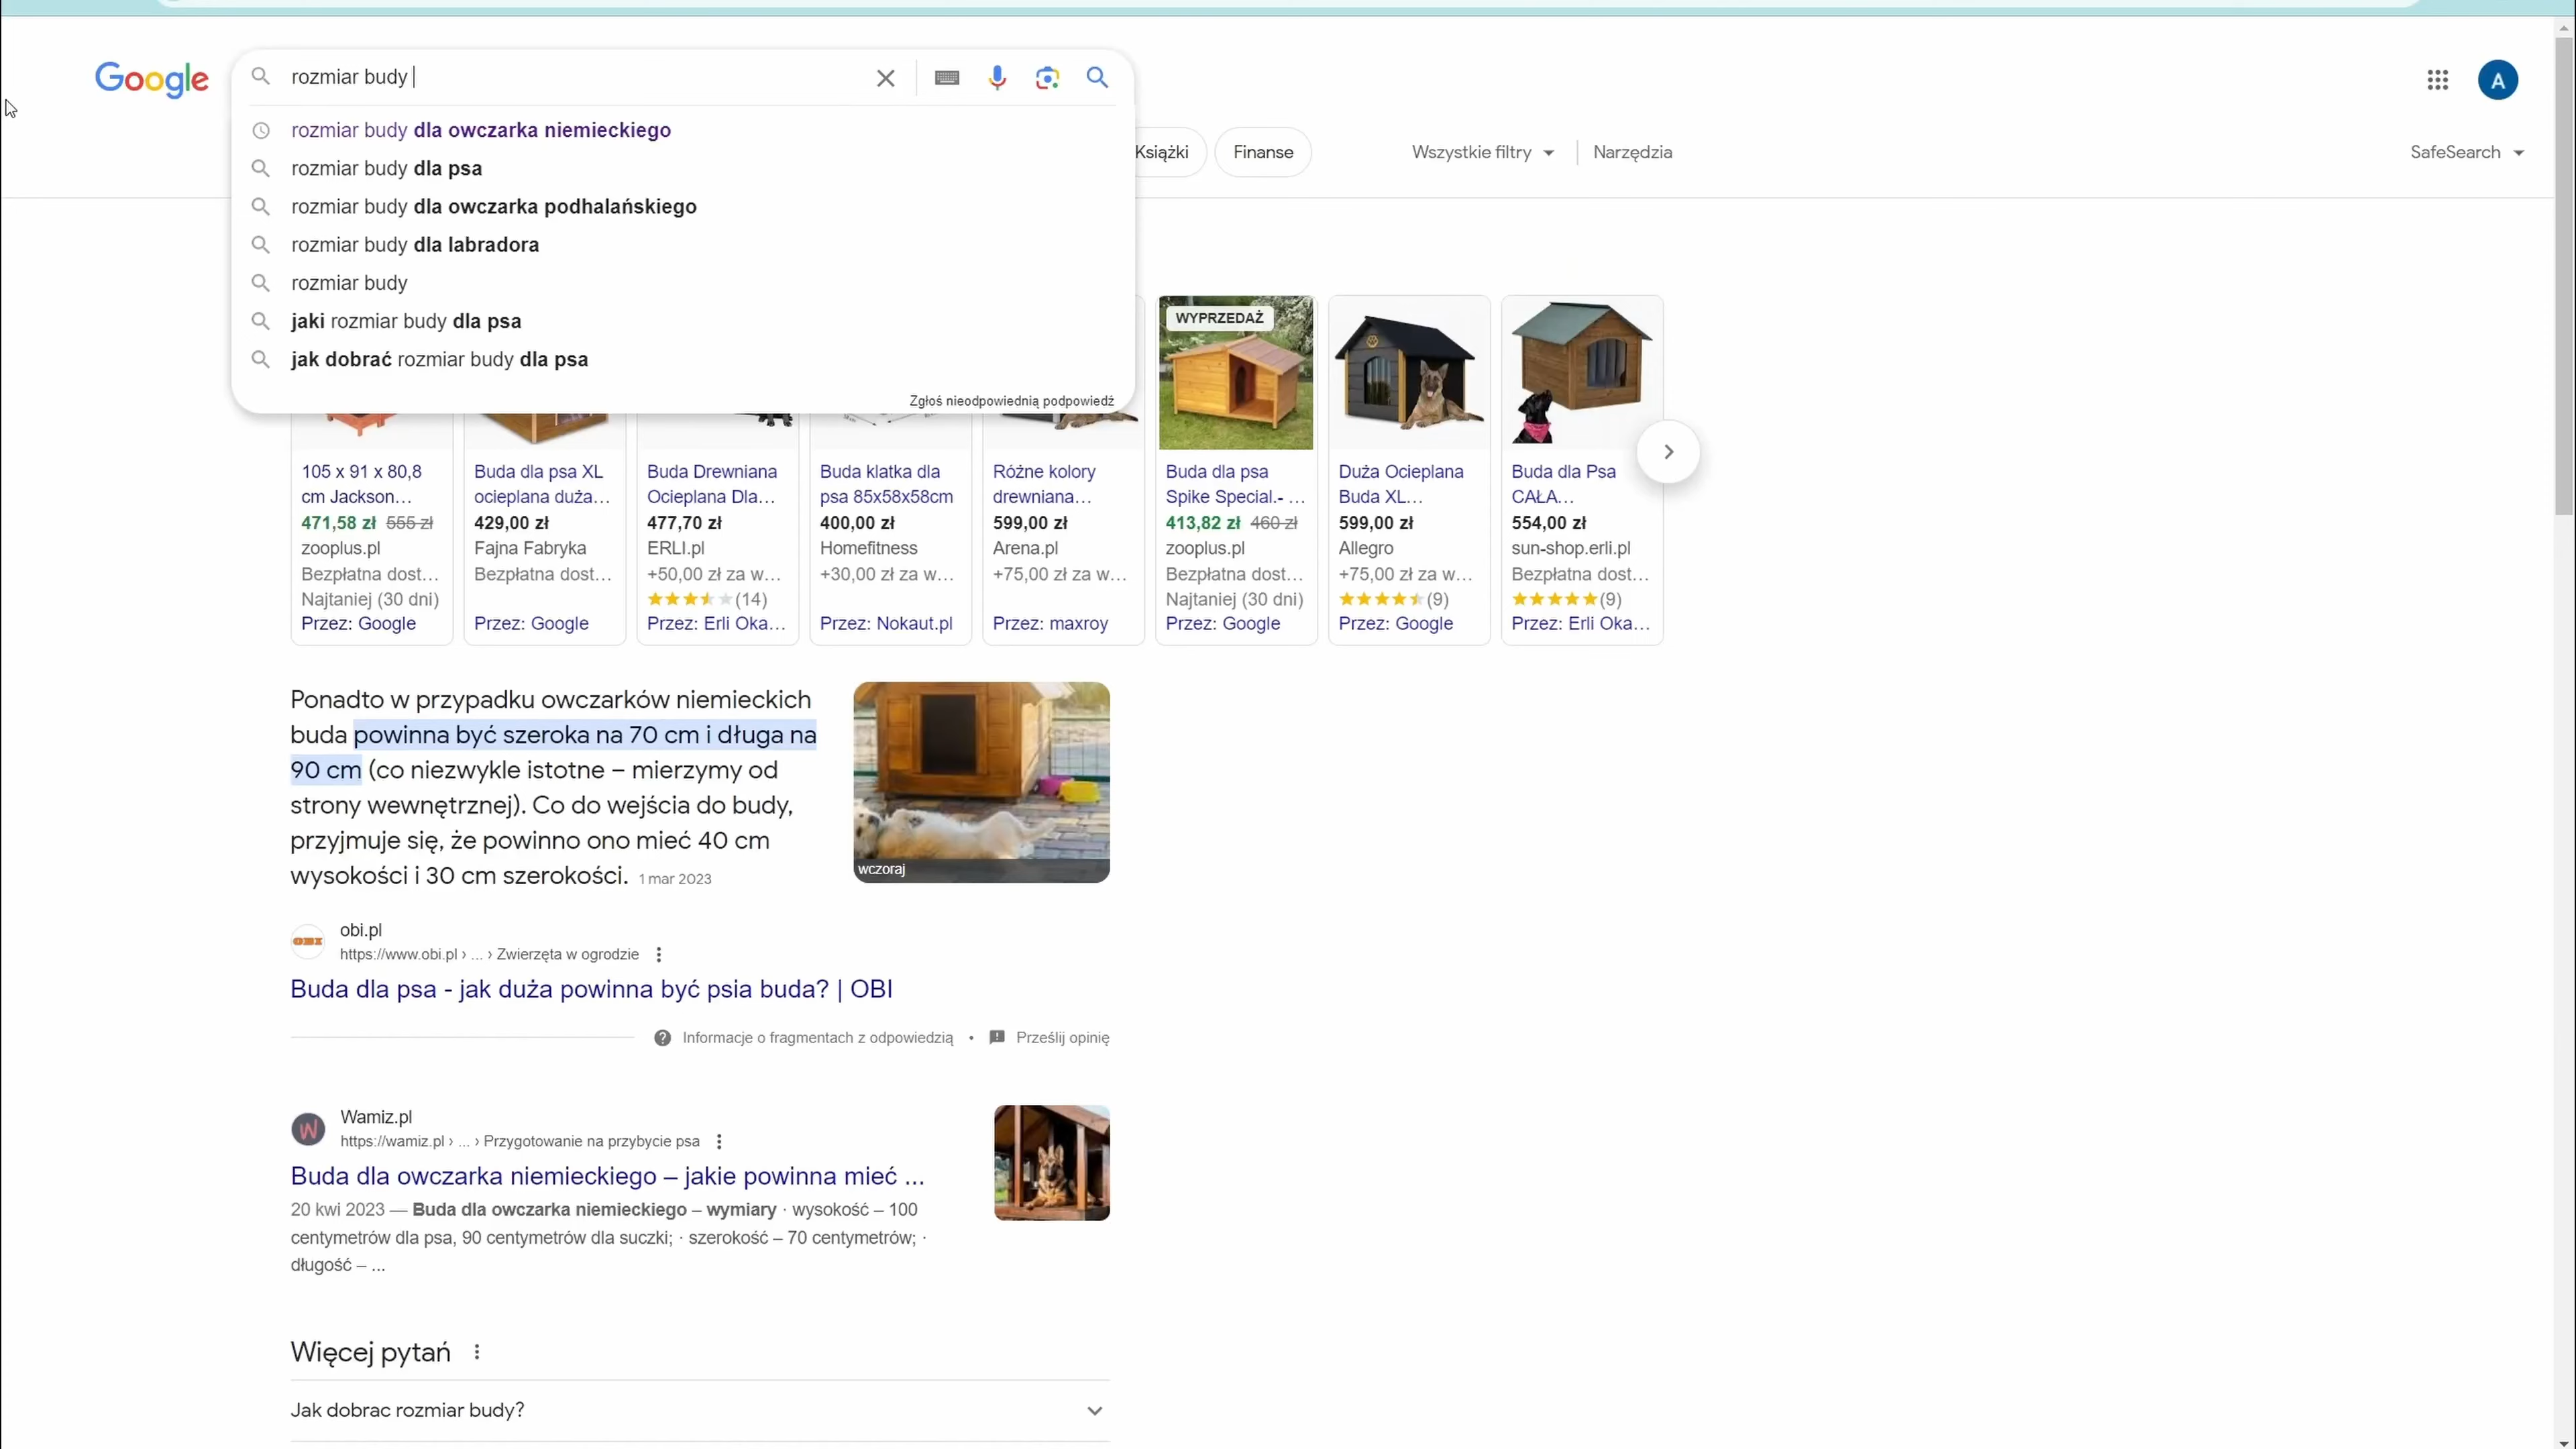 Google
rozmiar budy
A
rozmiar budy dla owczarka niemieckiego
rozmiar budy dla psa
rozmiar budy dla owczarka podhalańskiego
rozmiar budy dla labradora
rozmiar budy
jaki rozmiar budy dla psa
jak dobrać rozmiar budy dla psa
Zgłoś nieodpowiednią podpowiedź
Książki
Finanse
Wszystkie filtry
Narzędzia
SafeSearch
105 x 91 x 80,8
cm Jackson...
471,58 zł 555 zł
zooplus.pl
Bezpłatna dost...
Najtaniej (30 dni)
Przez: Google
Buda dla psa XL
ocieplana duża...
429,00 zł
Fajna Fabryka
Bezpłatna dost...
Przez: Google
Buda Drewniana
Ocieplana Dla...
477,70 zł
ERLI.pl
+50,00 zł za w...
(14)
Przez: Erli Oka...
Buda klatka dla
psa 85x58x58cm
400,00 zł
Homefitness
+30,00 zł za w...
Przez: Nokaut.pl
Różne kolory
drewniana...
599,00 zł
Arena.pl
+75,00 zł za w...
Przez: maxroy
WYPRZEDAŻ
Buda dla psa
Spike Special.- ...
413,82 zł 460 zł
zooplus.pl
Bezpłatna dost...
Najtaniej (30 dni)
Przez: Google
Duża Ocieplana
Buda XL...
599,00 zł
Allegro
+75,00 zł za w...
(9)
Przez: Google
Buda dla Psa
CAŁA...
554,00 zł
sun-shop.erli.pl
Bezpłatna dost...
(9)
Przez: Erli Oka...
Ponadto w przypadku owczarków niemieckich
buda powinna być szeroka na 70 cm i długa na
90 cm (co niezwykle istotne – mierzymy od
strony wewnętrznej). Co do wejścia do budy,
przyjmuje się, że powinno ono mieć 40 cm
wysokości i 30 cm szerokości. 1 mar 2023
wczoraj
OBI
obi.pl
https://www.obi.pl › ... › Zwierzęta w ogrodzie
Buda dla psa - jak duża powinna być psia buda? | OBI
Informacje o fragmentach z odpowiedzią • Prześlij opinię
W
Wamiz.pl
https://wamiz.pl › ... › Przygotowanie na przybycie psa
Buda dla owczarka niemieckiego – jakie powinna mieć ...
20 kwi 2023 — Buda dla owczarka niemieckiego – wymiary · wysokość – 100
centymetrów dla psa, 90 centymetrów dla suczki; · szerokość – 70 centymetrów; ·
długość – ...
Więcej pytań
Jak dobrac rozmiar budy?